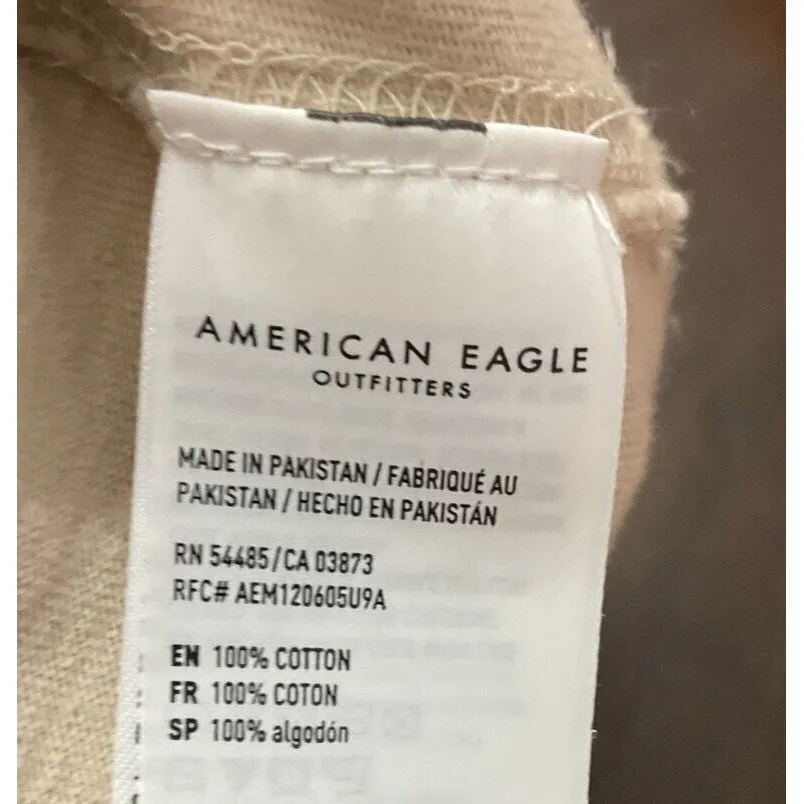 AMERICAN EAGLE
OUTFITTERS
MADE IN PAKISTAN / FABRIQUÉ AU
PAKISTAN / HECHO EN PAKISTÁN
RN 54485/CA 03873
RFC# AEM120605U9A
EN 100% COTTON
FR 100% COTON
SP 100% algodón